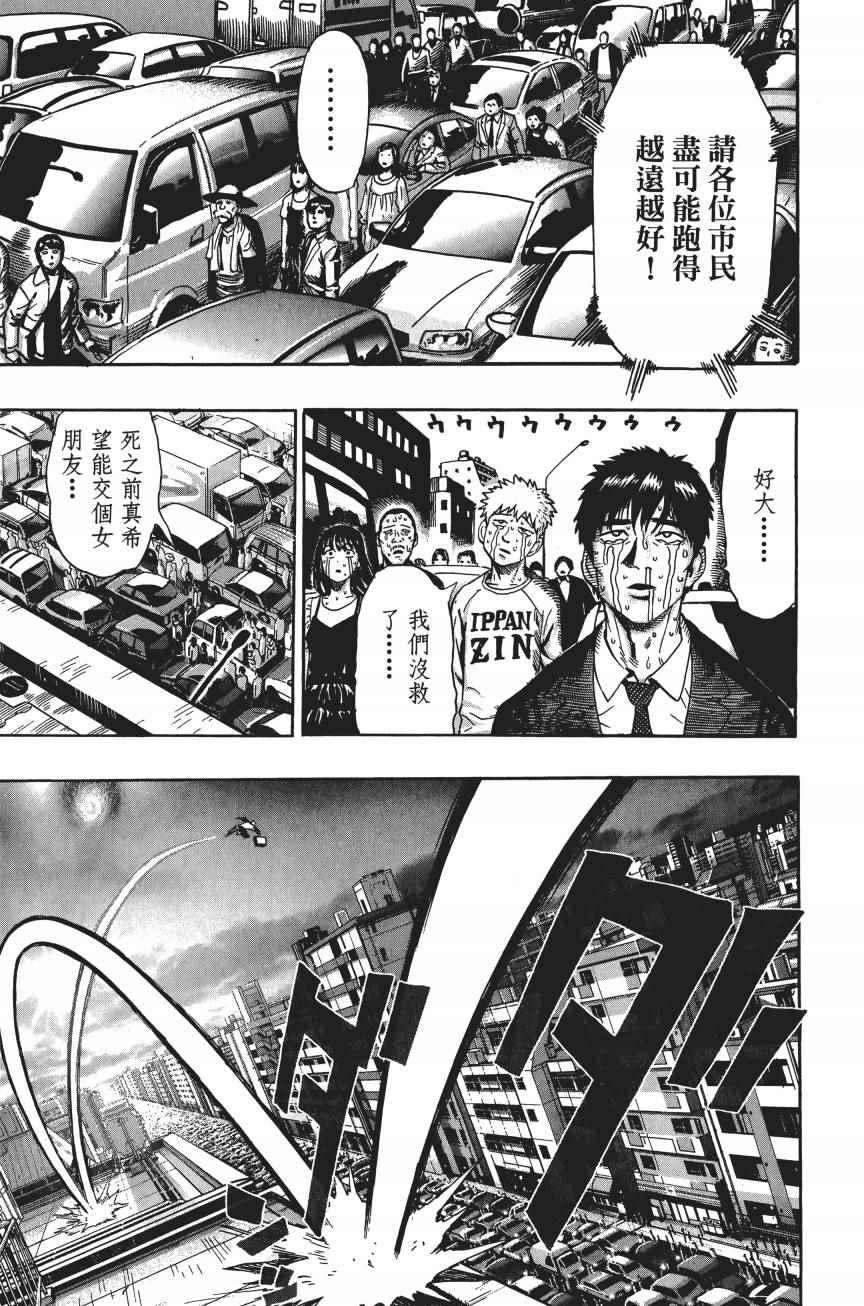 請各位市民
盡可能跑得
越遠越好！
⋯⋯⋯
好大⋯⋯
ウウウウウウウウ
IPPAN
ZIN
我們沒救
了⋯⋯
死之前真希
望能交個女
朋友⋯
ダダ